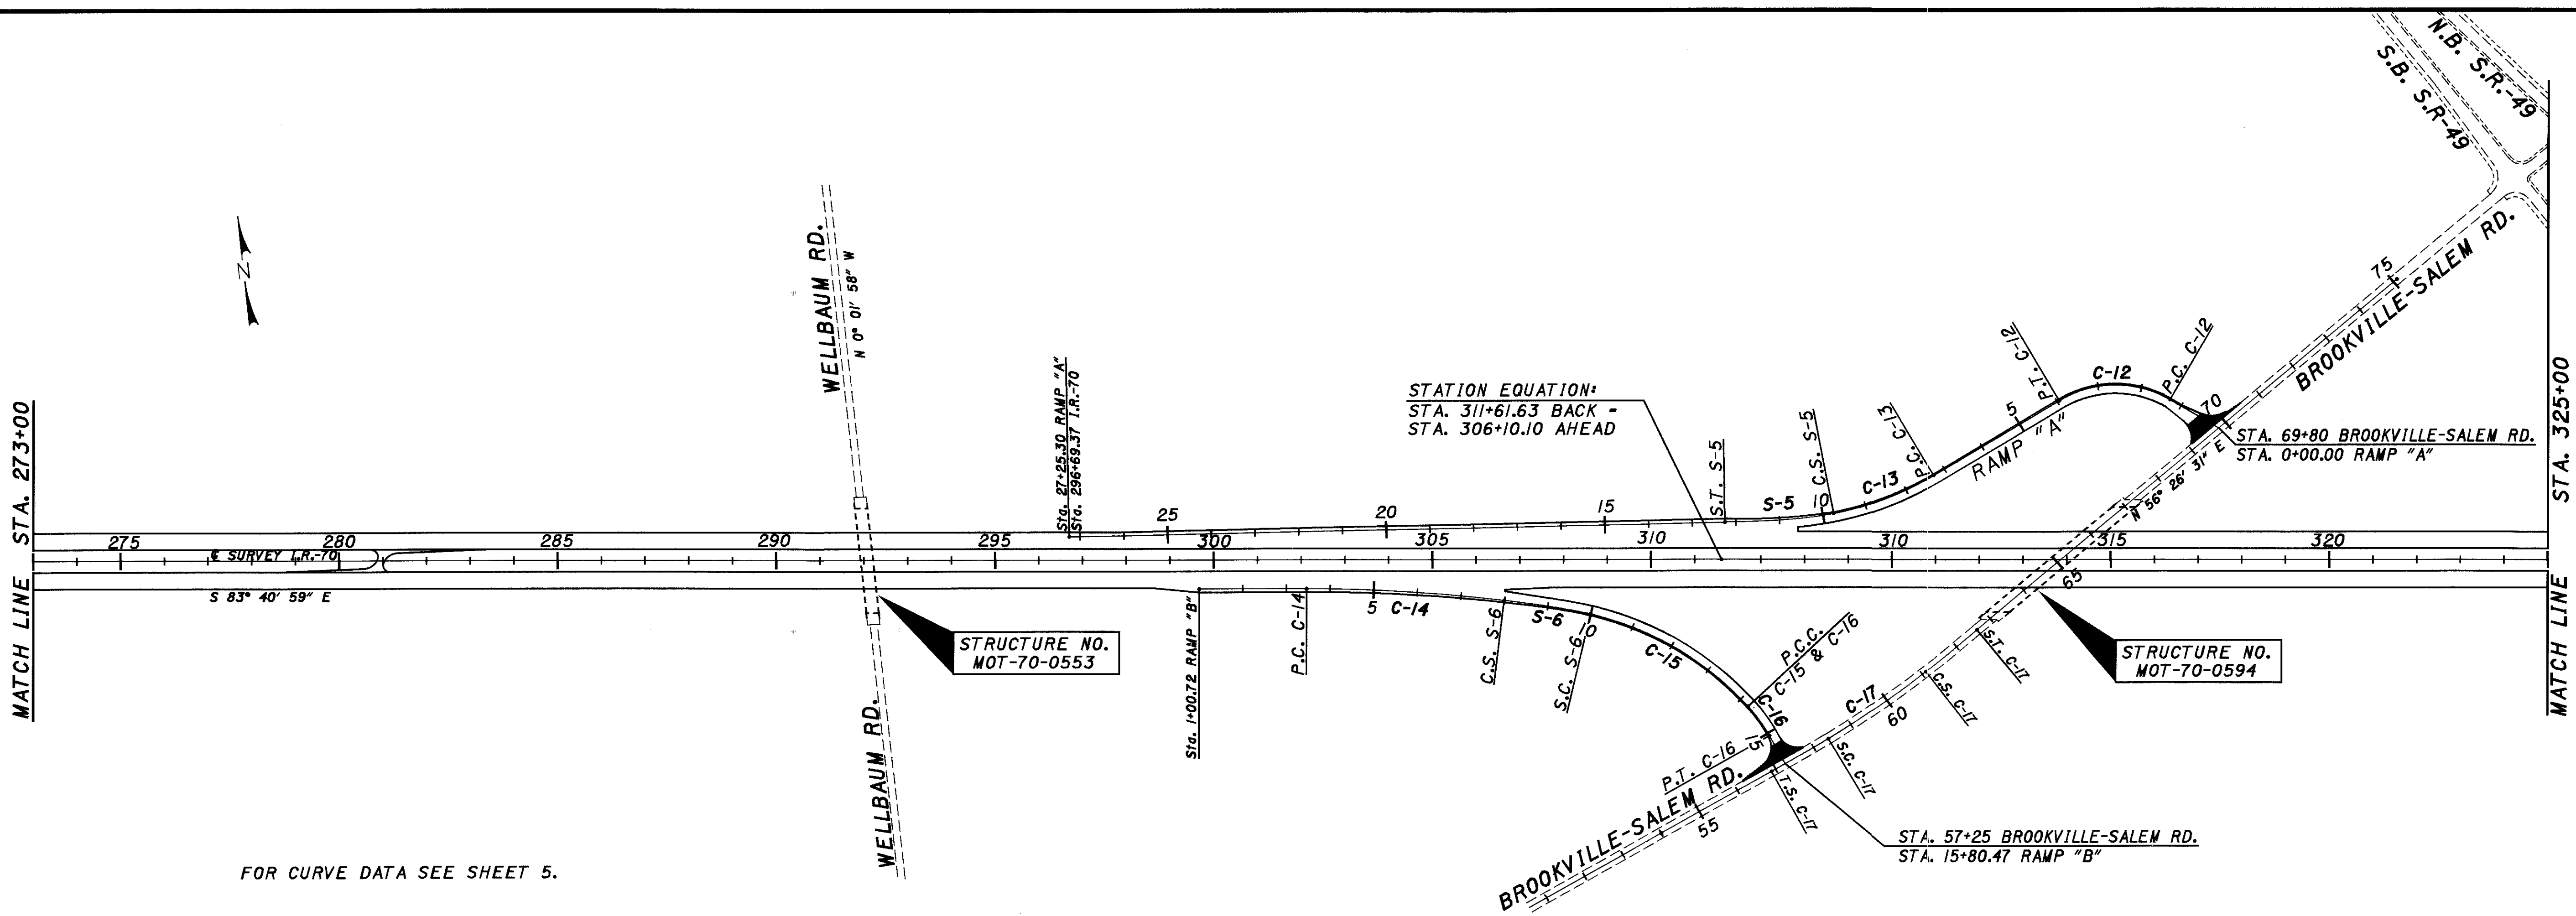 N.B. S.R.-49
S.B. S.R-49
N
WELLBAUM RD.
N 0° 01' 58" W
MATCH LINE STA. 273+00
MATCH LINE STA. 325+00
Sta. 27+25.30 RAMP "A"
Sta. 296+69.37 I.R.-70
STATION EQUATION:
STA. 311+61.63 BACK -
STA. 306+10.10 AHEAD
S.T. S-5
C.S. S-5
P.C. C-13
P.T. C-12
C-12
P.C. C-12
75
BROOKVILLE-SALEM RD.
70
STA. 69+80 BROOKVILLE-SALEM RD.
STA. 0+00.00 RAMP "A"
N 56° 26' 31" E
5
RAMP "A"
C-13
10
S-5
15
20
25
275
280
285
290
295
300
305
310
310
315
320
℄ SURVEY I.R.-70
S 83° 40' 59" E
65
STRUCTURE NO.
MOT-70-0553
STRUCTURE NO.
MOT-70-0594
Sta. 1+00.72 RAMP "B"
P.C. C-14
5
C-14
C.S. S-6
S-6
S.C. S-6
10
C-15
P.C.C.
C-15 & C-16
C-16
15
P.T. C-16
S.T. C-17
C.S. C-17
C-17
60
S.C. C-17
T.S. C-17
55
BROOKVILLE-SALEM RD.
WELLBAUM RD.
STA. 57+25 BROOKVILLE-SALEM RD.
STA. 15+80.47 RAMP "B"
FOR CURVE DATA SEE SHEET 5.